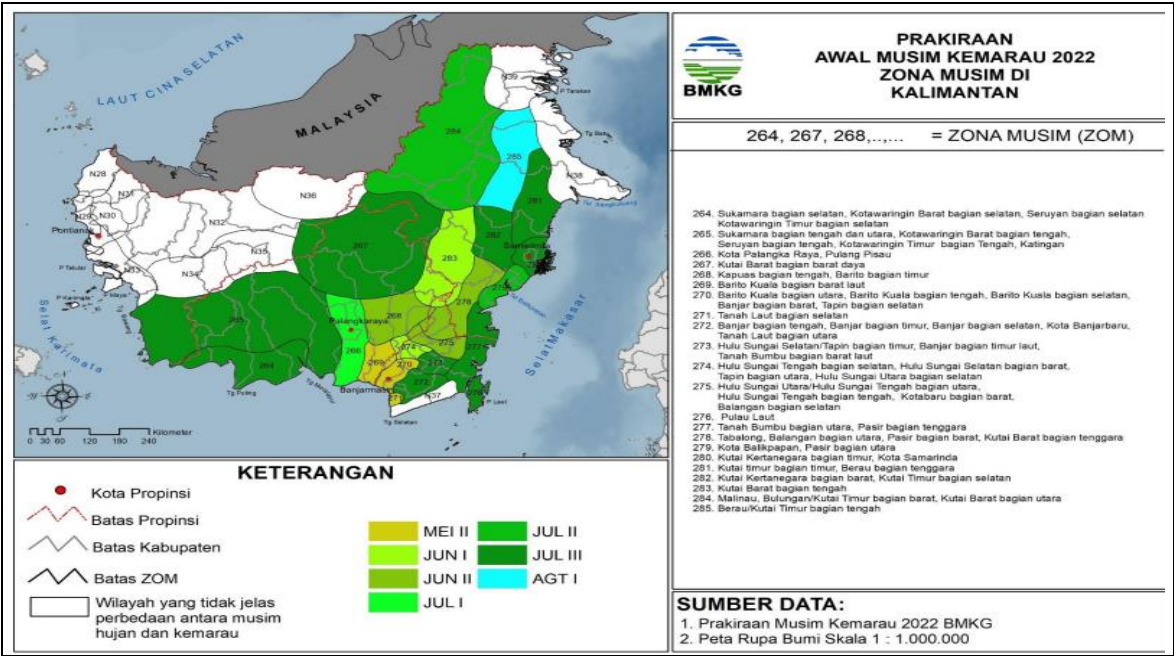 PRAKIRAAN
AWAL MUSIM KEMARAU 2022
ZONA MUSIM DI
KALIMANTAN
BMKG
264, 267, 268,..,.... = ZONA MUSIM (ZOM)
264. Sukamara bagian selatan, Kotawaringin Barat bagian selatan, Seruyan bagian selatan
Kotawaringin Timur bagian selatan
265. Sukamara bagian tengah dan utara, Kotawaringin Barat bagian tengah,
Seruyan bagian tengah, Kotawaringin Timur bagian Tengah, Katingan
266. Kota Palangka Raya, Pulang Pisau
267. Kutai Barat bagian barat daya
268. Kapuas bagian tengah, Barito bagian timur
269. Barito Kuala bagian barat laut
270. Barito Kuala bagian utara, Barito Kuala bagian tengah, Barito Kuala bagian selatan,
Banjar bagian barat, Tapin bagian selatan
271. Tanah Laut bagian selatan
272. Banjar bagian tengah, Banjar bagian timur, Banjar bagian selatan, Kota Banjarbaru,
Tanah Laut bagian utara
273. Hulu Sungai Selatan/Tapin bagian timur, Banjar bagian timur laut,
Tanah Bumbu bagian barat laut
274. Hulu Sungai Tengah bagian selatan, Hulu Sungai Selatan bagian barat,
Tapin bagian utara, Hulu Sungai Utara bagian selatan
275. Hulu Sungai Utara/Hulu Sungai Tengah bagian utara,
Hulu Sungai Tengah bagian tengah, Kotabaru bagian barat,
Balangan bagian selatan
276. Pulau Laut
277. Tanah Bumbu bagian utara, Pasir bagian tenggara
278. Tabalong, Balangan bagian utara, Pasir bagian barat, Kutai Barat bagian tenggara
279. Kota Balikpapan, Pasir bagian utara
280. Kutai Kertanegara bagian timur, Kota Samarinda
281. Kutai timur bagian timur, Berau bagian tenggara
282. Kutai Kertanegara bagian barat, Kutai Timur bagian selatan
283. Kutai Barat bagian tengah
284. Malinau, Bulungan/Kutai Timur bagian barat, Kutai Barat bagian utara
285. Berau/Kutai Timur bagian tengah
SUMBER DATA:
1. Prakiraan Musim Kemarau 2022 BMKG
2. Peta Rupa Bumi Skala 1 : 1.000.000
LAUT CINA SELATAN
MALAYSIA
N39
P Tarakan
284
285
N38
N28
N31
N29
N30
N32
N36
Pontianak
N33
N34
N35
281
282
Samarinda
267
283
278
Selat Karimata
265
264
Palangkaraya
266
268
275
274
269
270
272
Banjarmasin
N37
P Laut
Tg Selatan
Tg Puting
Selat Makasar
Kilometer
0 30 60 120 180 240
KETERANGAN
Kota Propinsi
Batas Propinsi
Batas Kabupaten
Batas ZOM
Wilayah yang tidak jelas
perbedaan antara musim
hujan dan kemarau
MEI II
JUN I
JUN II
JUL I
JUL II
JUL III
AGT I